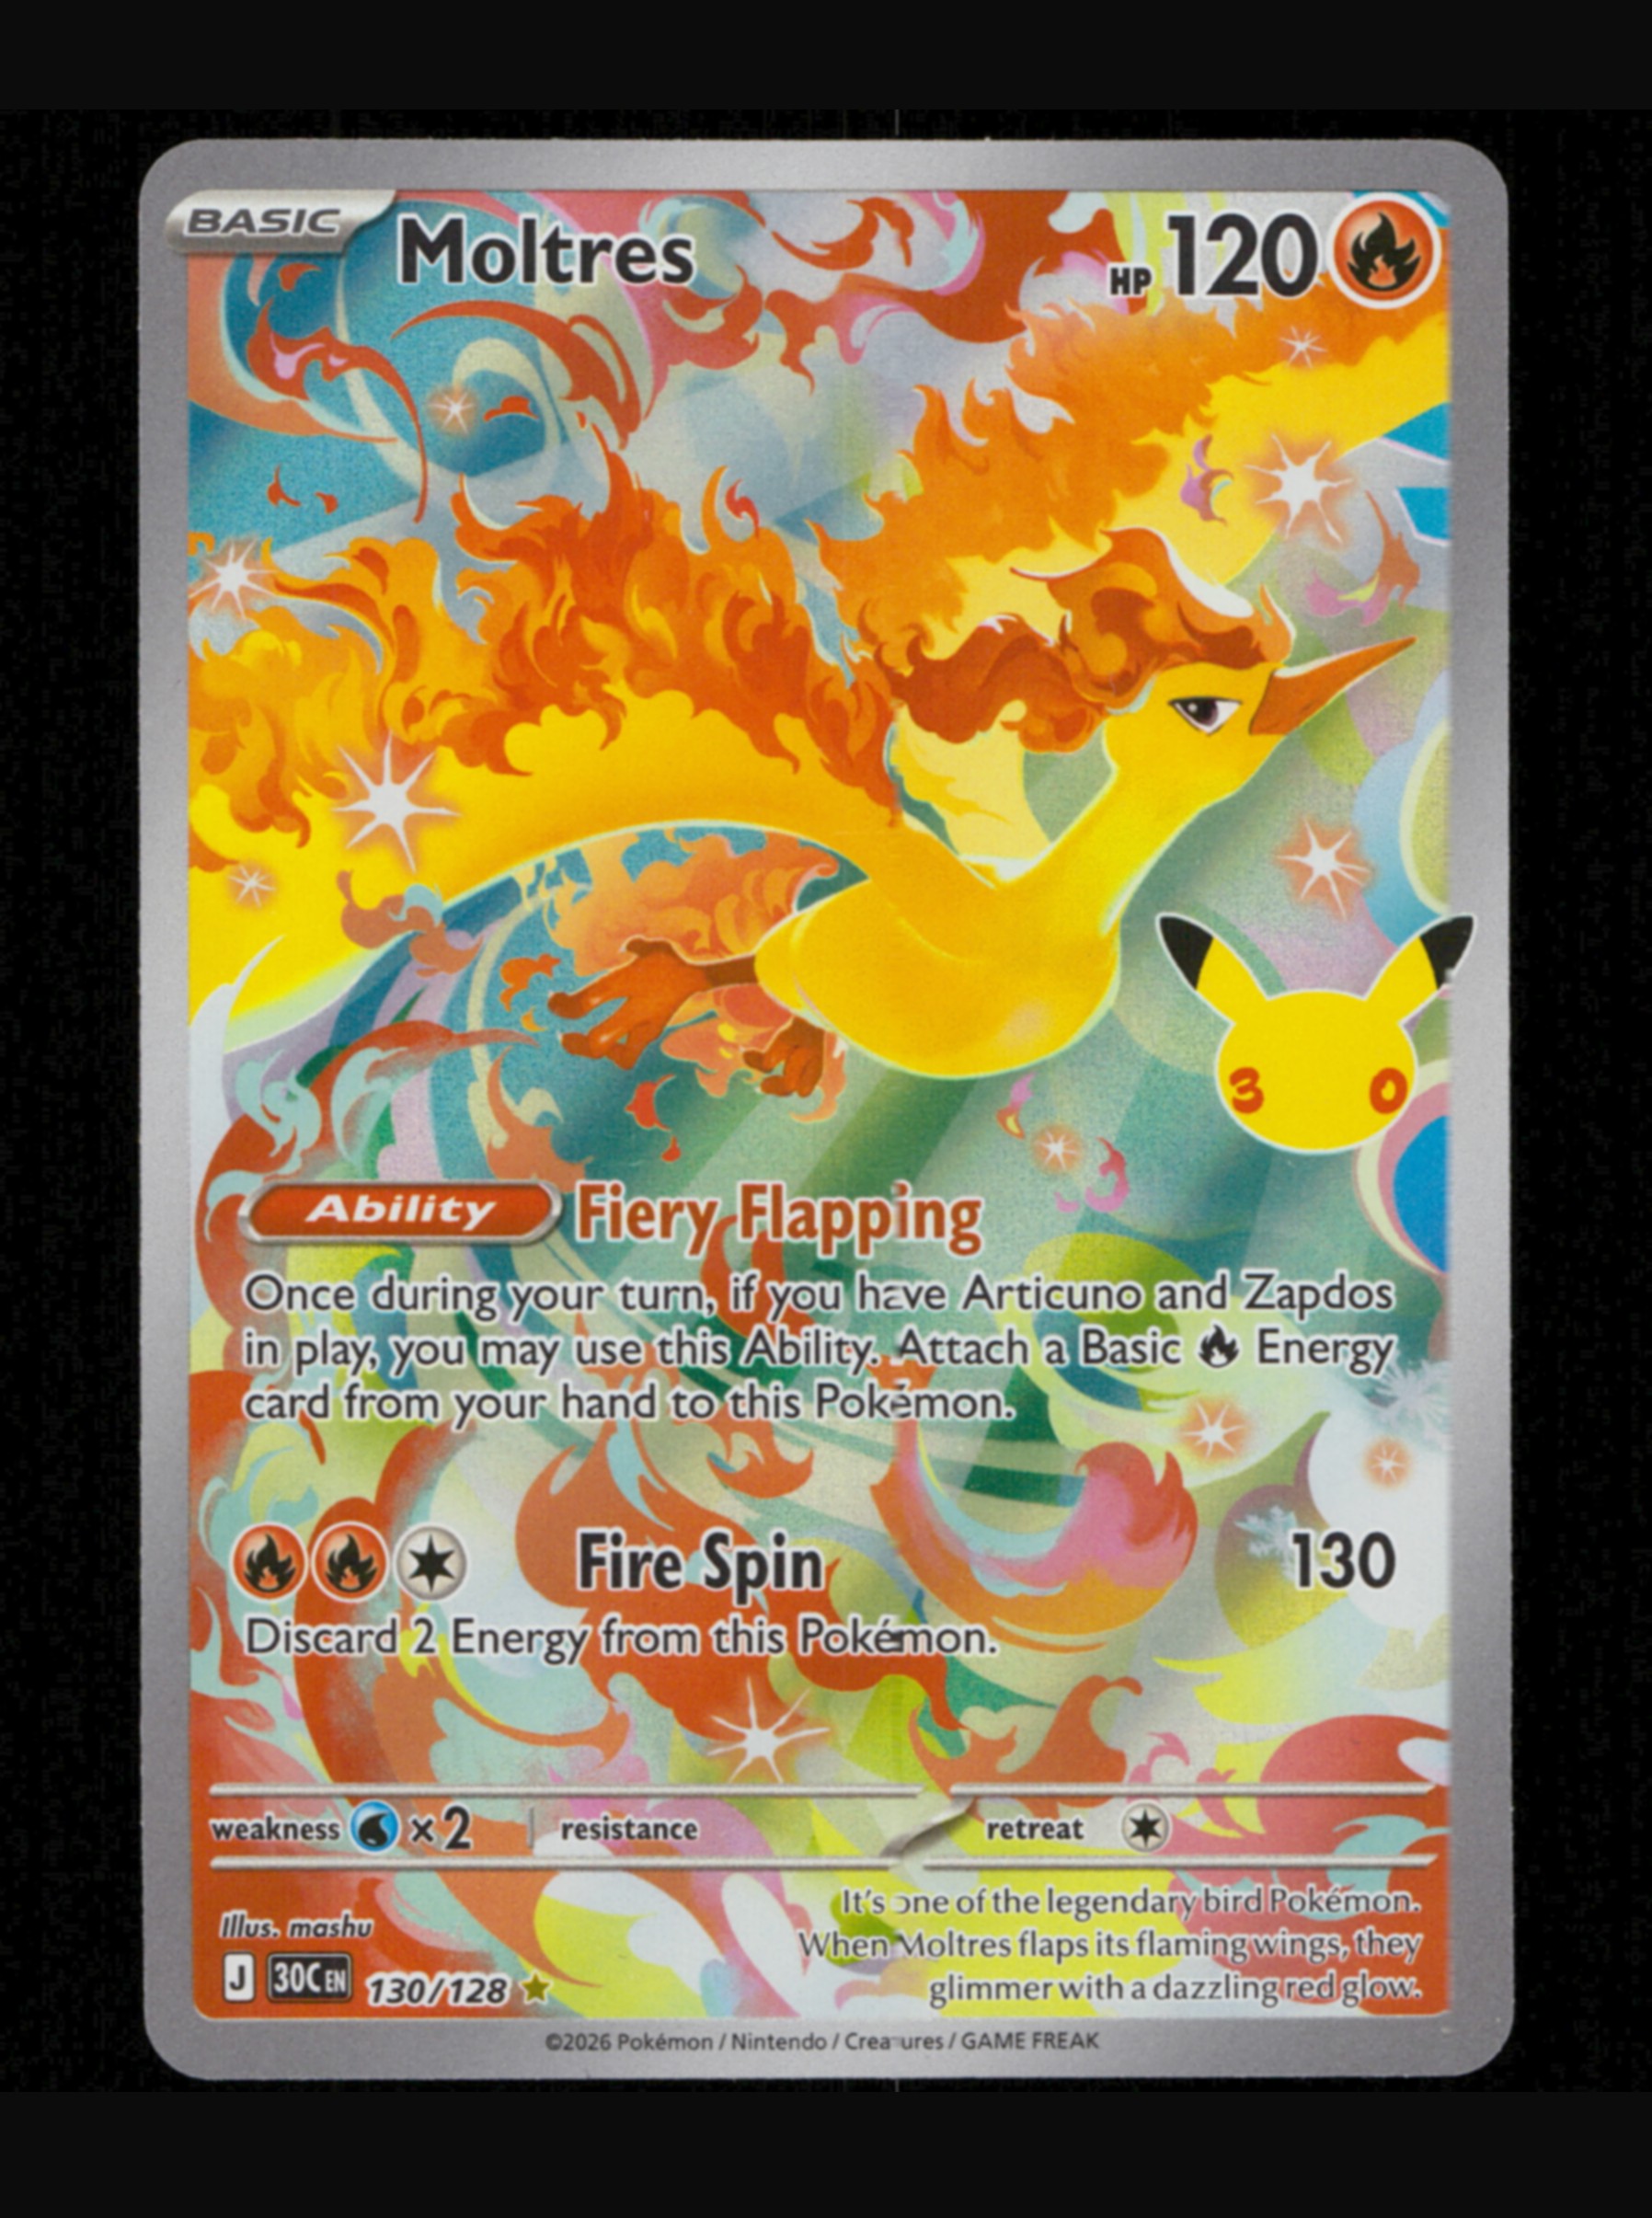 BASIC
Moltres
HP 120
30
Ability Fiery Flapping
Once during your turn, if you have Articuno and Zapdos
in play, you may use this Ability. Attach a Basic Energy
card from your hand to this Pokémon.
Fire Spin 130
Discard 2 Energy from this Pokémon.
weakness ×2 resistance retreat
It's one of the legendary bird Pokémon.
When Moltres flaps its flaming wings, they
glimmer with a dazzling red glow.
Illus. mashu
J 30C EN 130/128
©2026 Pokémon / Nintendo / Creatures / GAME FREAK